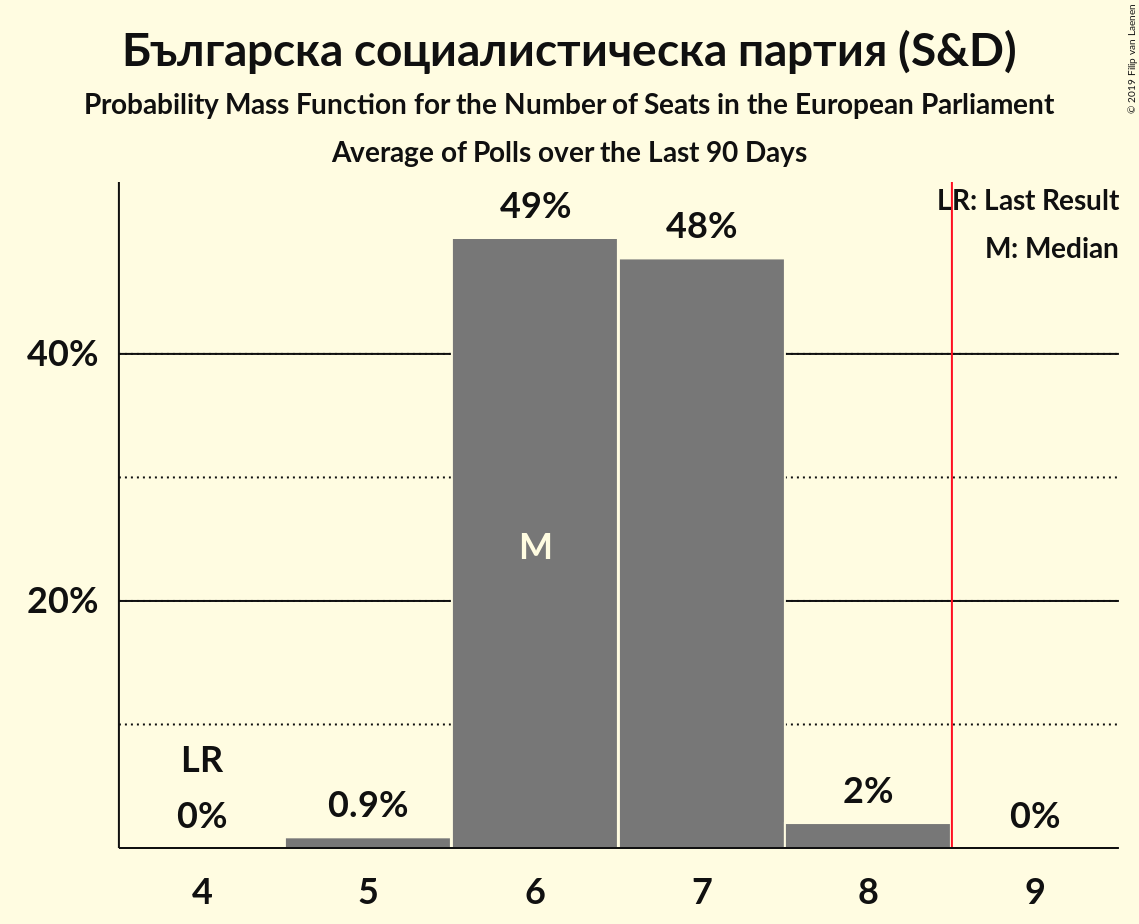 Българска социалистическа партия (S&D)
Probability Mass Function for the Number of Seats in the European Parliament
Average of Polls over the Last 90 Days
© 2019 Filip van Laenen
LR: Last Result
M: Median
49%
48%
40%
M
20%
LR
0%
0.9%
2%
0%
4 5 6 7 8 9